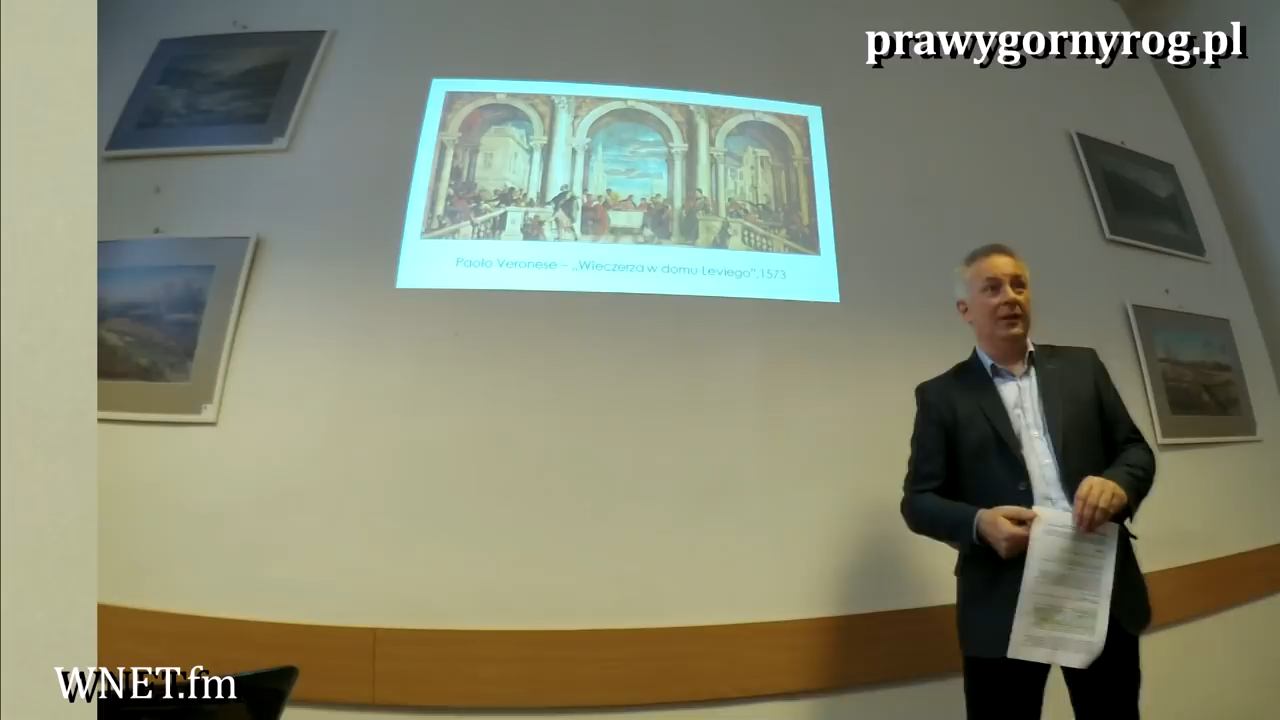 prawygornyrog.pl
Paolo Veronese – „Wieczerza w domu Leviego”,1573
WNET.fm